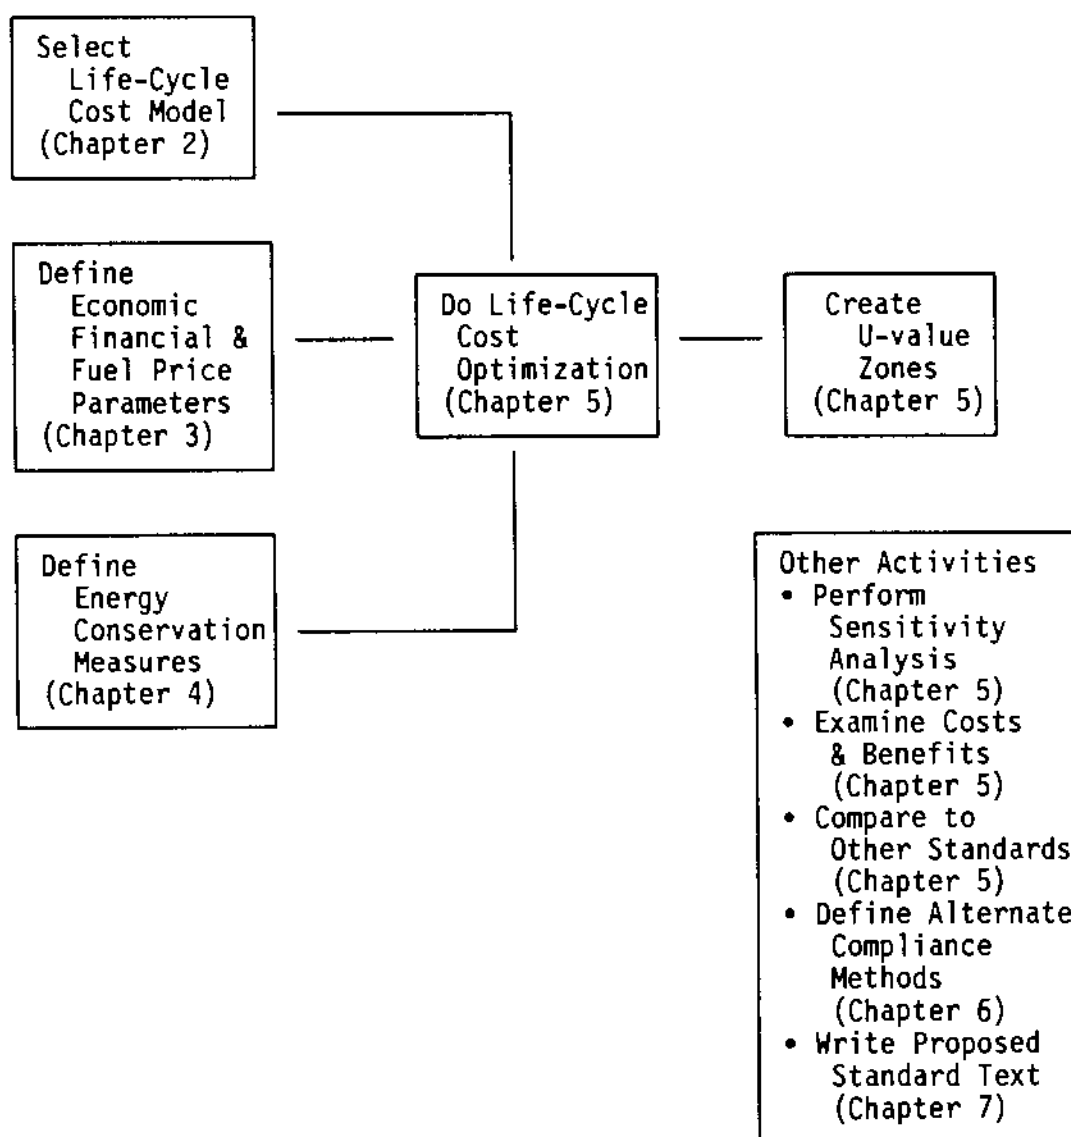 Select
Life-Cycle
Cost Model
(Chapter 2)
Define
Economic
Financial &
Fuel Price
Parameters
(Chapter 3)
Define
Energy
Conservation
Measures
(Chapter 4)
Do Life-Cycle
Cost
Optimization
(Chapter 5)
Create
U-value
Zones
(Chapter 5)
Other Activities
• Perform
Sensitivity
Analysis
(Chapter 5)
• Examine Costs
& Benefits
(Chapter 5)
• Compare to
Other Standards
(Chapter 5)
• Define Alternate
Compliance
Methods
(Chapter 6)
• Write Proposed
Standard Text
(Chapter 7)